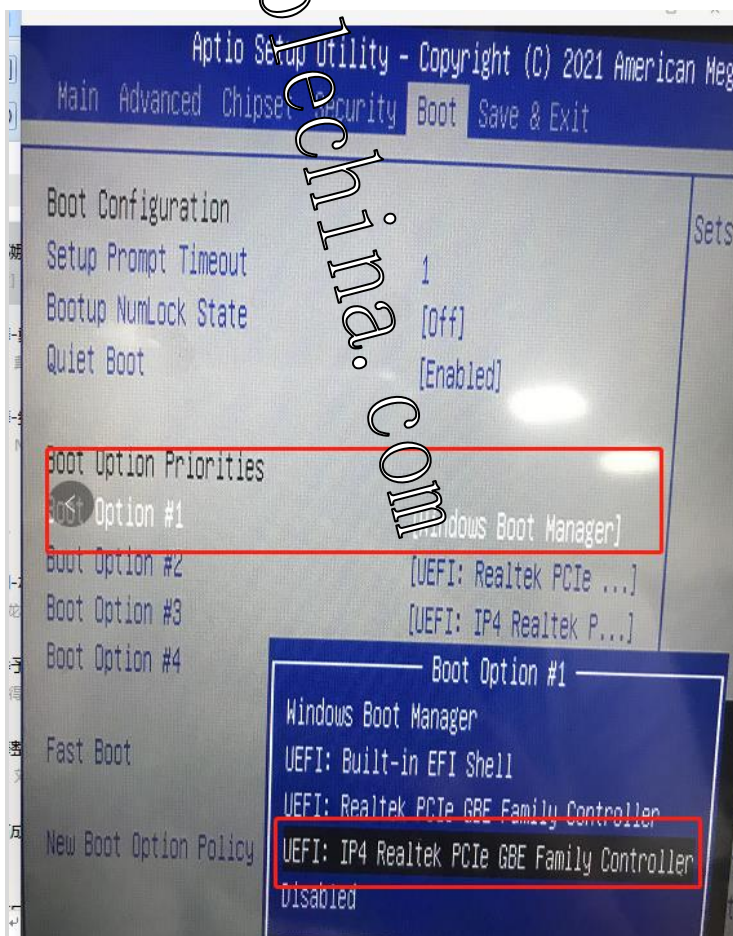 Aptio Setup Utility - Copyright (C) 2021 American Meg
Main Advanced Chipset Security Boot Save & Exit
Boot Configuration
Sets
Setup Prompt Timeout 1
Bootup NumLock State [Off]
Quiet Boot [Enabled]
Boot Option Priorities
Boot Option #1 [Windows Boot Manager]
Boot Option #2 [UEFI: Realtek PCIe ...]
Boot Option #3 [UEFI: IP4 Realtek P...]
Boot Option #4
Fast Boot
New Boot Option Policy
Boot Option #1
Windows Boot Manager
UEFI: Built-in EFI Shell
UEFI: Realtek PCIe GBE Family Controller
UEFI: IP4 Realtek PCIe GBE Family Controller
Disabled
olechina.com